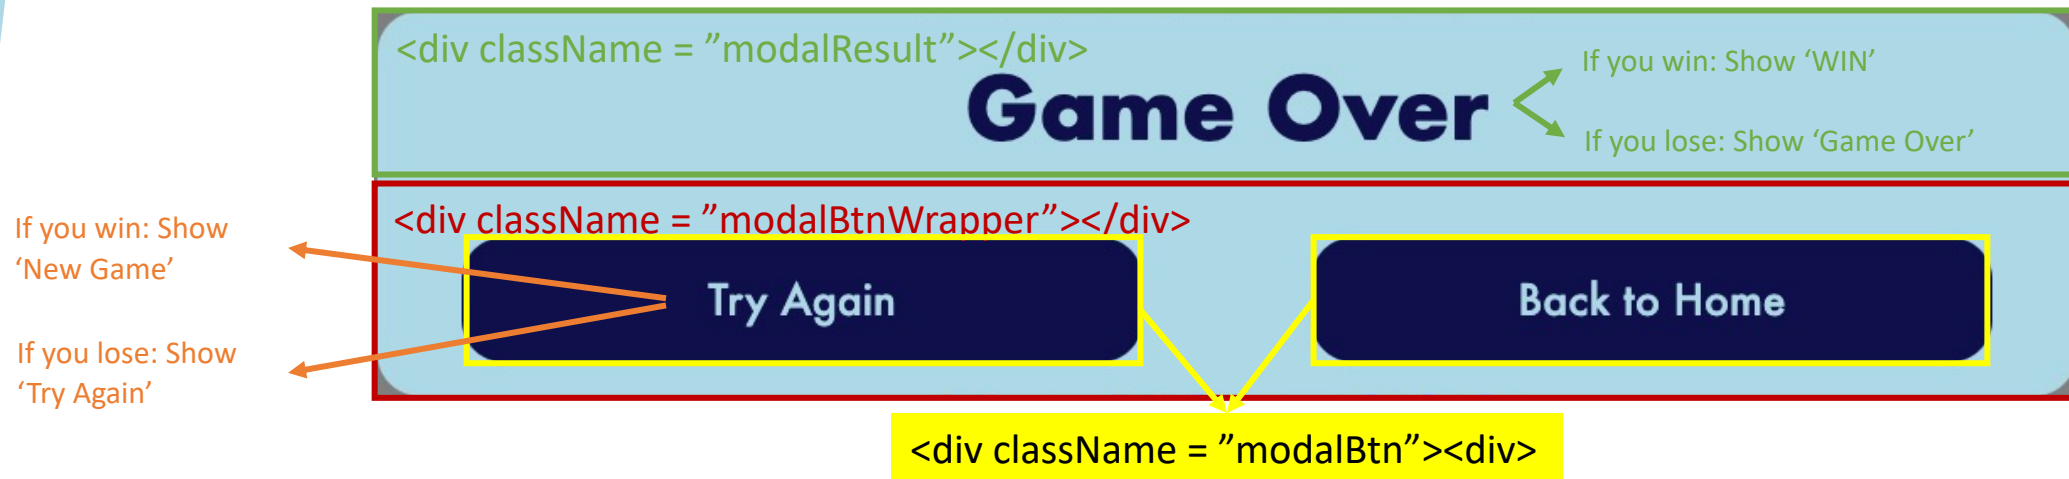 <div className = ”modalResult”></div>
Game Over
If you win: Show ‘WIN’
If you lose: Show ‘Game Over’
<div className = ”modalBtnWrapper”></div>
If you win: Show
‘New Game’
If you lose: Show
‘Try Again’
Try Again
Back to Home
<div className = ”modalBtn”><div>